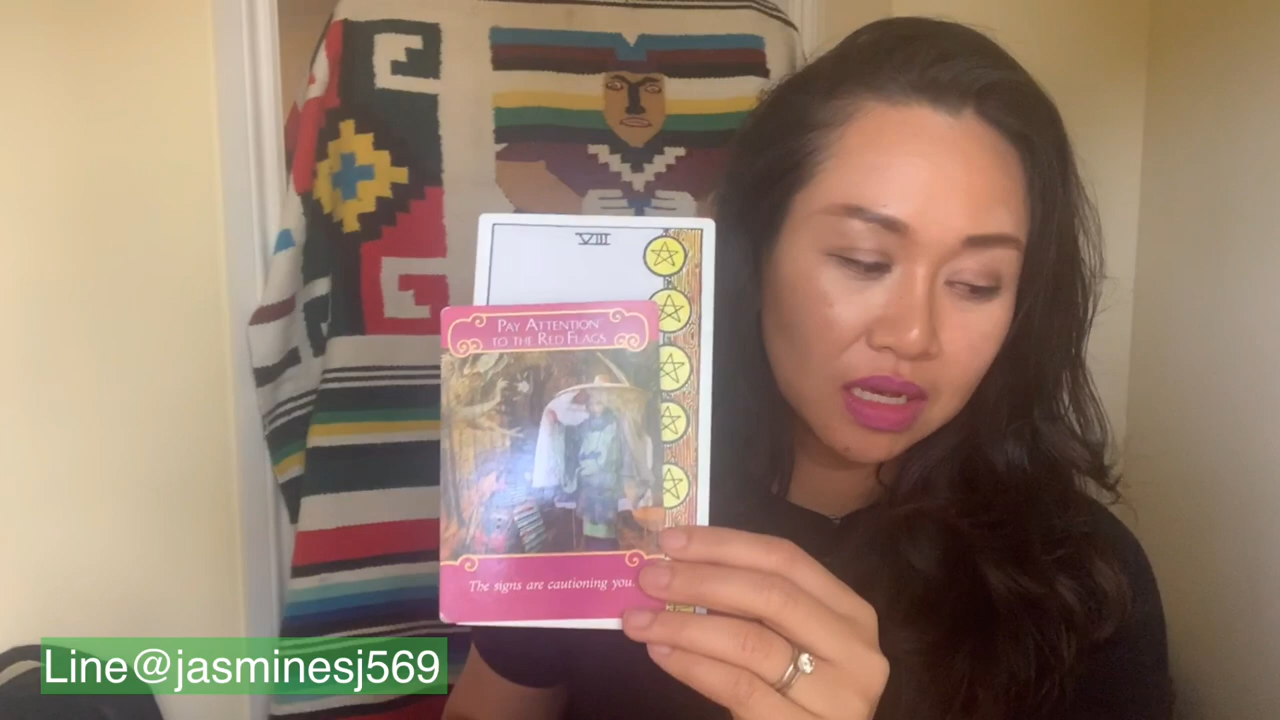 VIII
PAY ATTENTION
TO THE RED FLAGS
The signs are cautioning you.
Line@jasminesj569